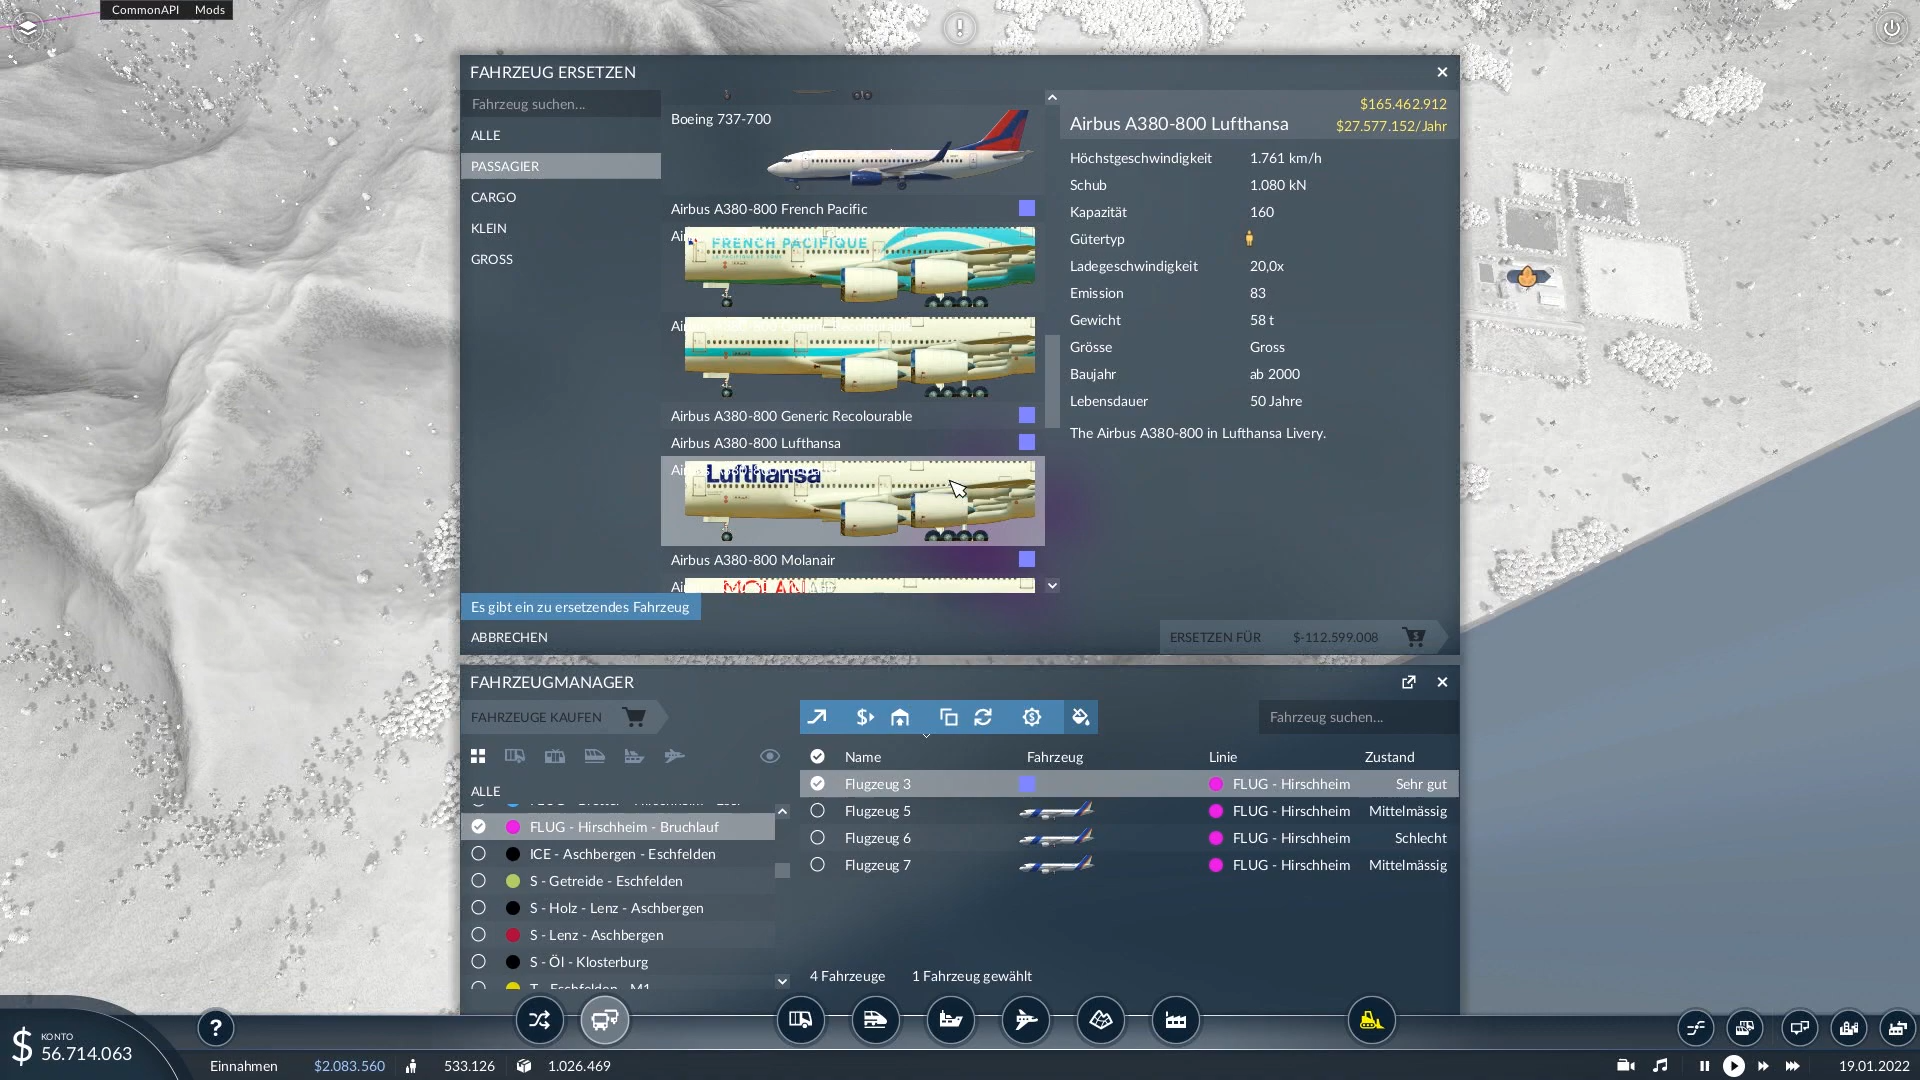 CommonAPI Mods
FAHRZEUG ERSETZEN
Fahrzeug suchen...
ALLE
PASSAGIER
CARGO
KLEIN
GROSS
Boeing 737-700
Airbus A380-800 French Pacific
FRENCH PACIFIQUE
Airbus A380-800 Generic Recolourable
Airbus A380-800 Generic Recolourable
Airbus A380-800 Lufthansa
Lufthansa
Airbus A380-800 Molanair
MOLANAIR
$165.462.912
Airbus A380-800 Lufthansa
$27.577.152/Jahr
Höchstgeschwindigkeit 1.761 km/h
Schub 1.080 kN
Kapazität 160
Gütertyp
Ladegeschwindigkeit 20,0x
Emission 83
Gewicht 58 t
Grösse Gross
Baujahr ab 2000
Lebensdauer 50 Jahre
The Airbus A380-800 in Lufthansa Livery.
Es gibt ein zu ersetzendes Fahrzeug
ABBRECHEN
ERSETZEN FÜR $-112.599.008
FAHRZEUGMANAGER
FAHRZEUGE KAUFEN
Fahrzeug suchen...
ALLE
FLUG - Hirschheim - Bruchlauf
ICE - Aschbergen - Eschfelden
S - Getreide - Eschfelden
S - Holz - Lenz - Aschbergen
S - Lenz - Aschbergen
S - Öl - Klosterburg
T - Eschfelden - M1
Name Fahrzeug Linie Zustand
Flugzeug 3 FLUG - Hirschheim Sehr gut
Flugzeug 5 FLUG - Hirschheim Mittelmässig
Flugzeug 6 FLUG - Hirschheim Schlecht
Flugzeug 7 FLUG - Hirschheim Mittelmässig
4 Fahrzeuge 1 Fahrzeug gewählt
?
$ KONTO
56.714.063
Einnahmen $2.083.560 533.126 1.026.469
19.01.2022